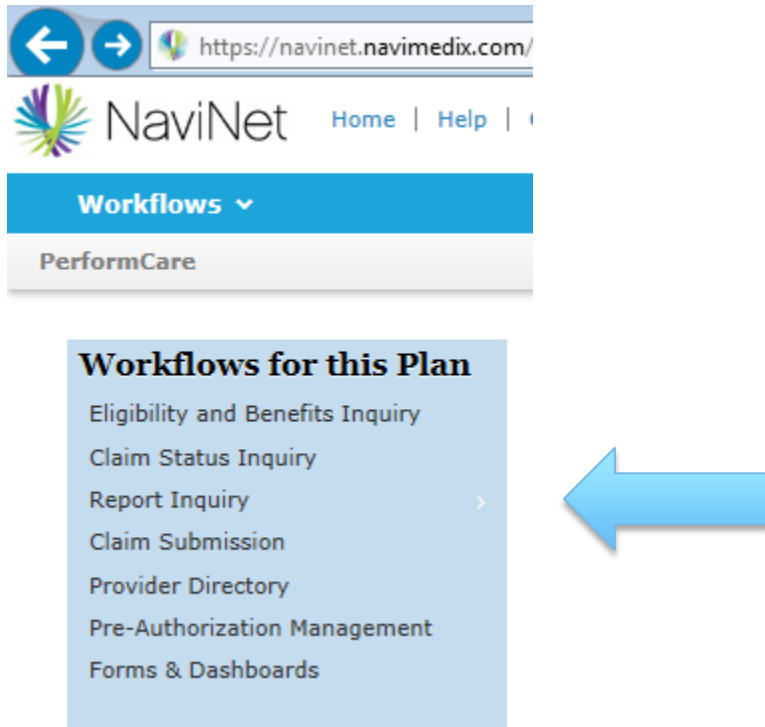 https://navinet.navimedix.com/
NaviNet Home | Help |
Workflows
PerformCare
Workflows for this Plan
Eligibility and Benefits Inquiry
Claim Status Inquiry
Report Inquiry
Claim Submission
Provider Directory
Pre-Authorization Management
Forms & Dashboards